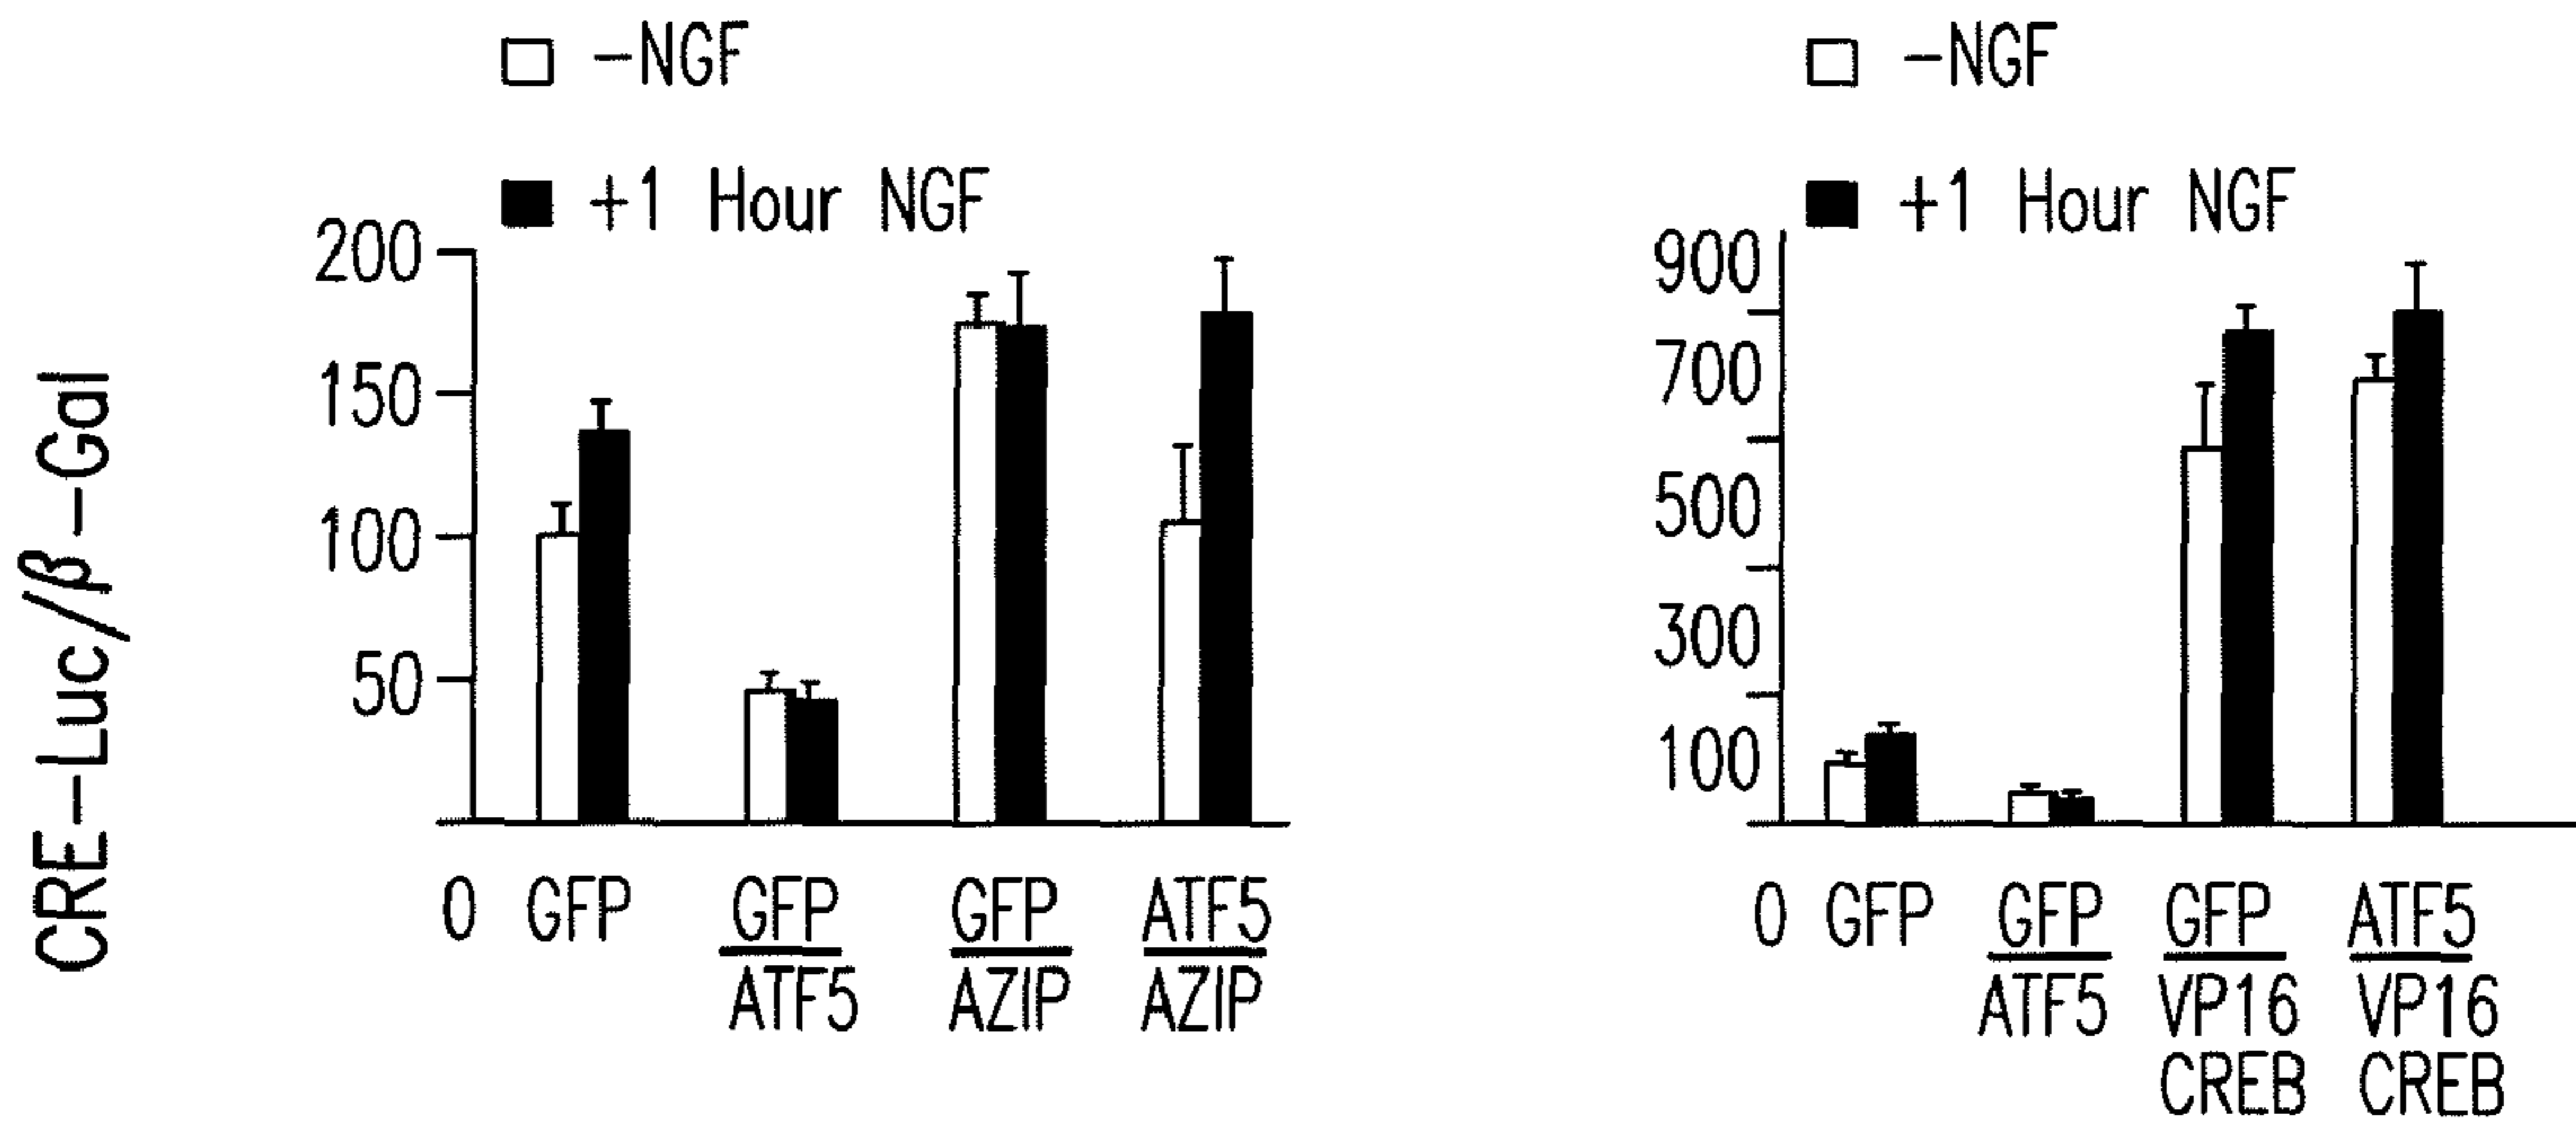 -NGF
+1 Hour NGF
200
150
100
50
CRE-Luc/β-Gal
0 GFP GFP GFP ATF5
ATF5 AZIP AZIP
-NGF
+1 Hour NGF
900
700
500
300
100
0 GFP GFP GFP ATF5
ATF5 VP16 VP16
CREB CREB